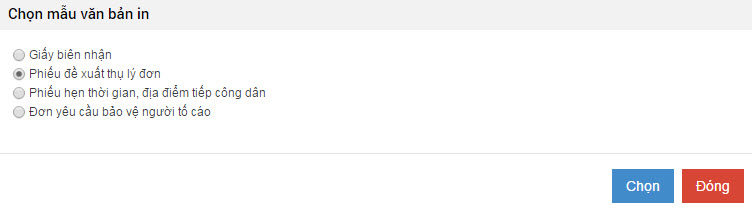 Chọn mẫu văn bản in
Giấy biên nhận
Phiếu đề xuất thụ lý đơn
Phiếu hẹn thời gian, địa điểm tiếp công dân
Đơn yêu cầu bảo vệ người tố cáo
Chọn
Đóng